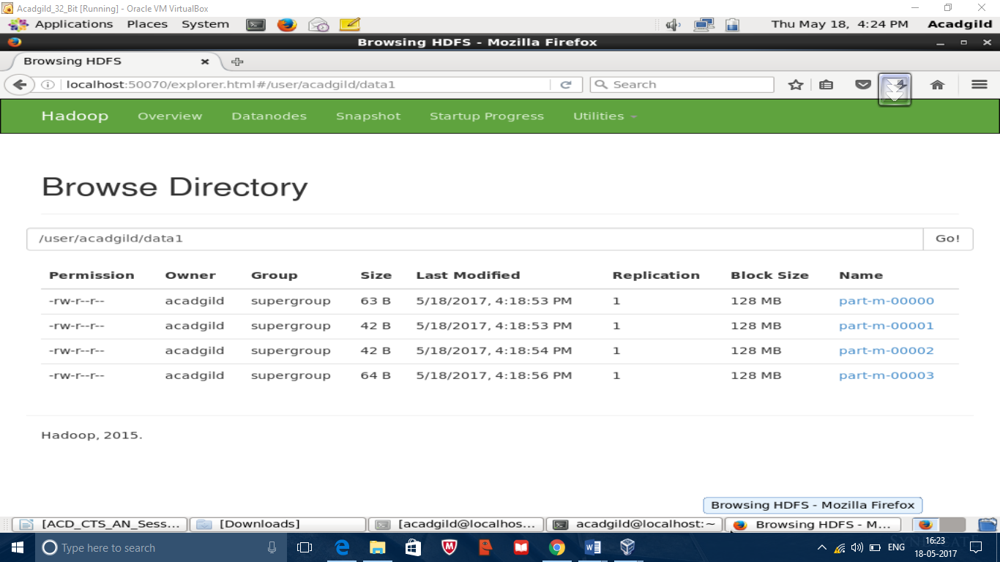 Acadgild_32_Bit [Running] - Oracle VM VirtualBox
Applications Places System Thu May 18, 4:24 PM Acadgild
Browsing HDFS - Mozilla Firefox
Browsing HDFS
localhost:50070/explorer.html#/user/acadgild/data1 Search
Hadoop Overview Datanodes Snapshot Startup Progress Utilities
Browse Directory
/user/acadgild/data1 Go!
Permission Owner Group Size Last Modified Replication Block Size Name
-rw-r--r-- acadgild supergroup 63 B 5/18/2017, 4:18:53 PM 1 128 MB part-m-00000
-rw-r--r-- acadgild supergroup 42 B 5/18/2017, 4:18:53 PM 1 128 MB part-m-00001
-rw-r--r-- acadgild supergroup 42 B 5/18/2017, 4:18:54 PM 1 128 MB part-m-00002
-rw-r--r-- acadgild supergroup 64 B 5/18/2017, 4:18:56 PM 1 128 MB part-m-00003
Hadoop, 2015.
Browsing HDFS - Mozilla Firefox
[ACD_CTS_AN_Sess... [Downloads] [acadgild@localhos... acadgild@localhost:~ Browsing HDFS - M...
Type here to search ENG 16:23
18-05-2017